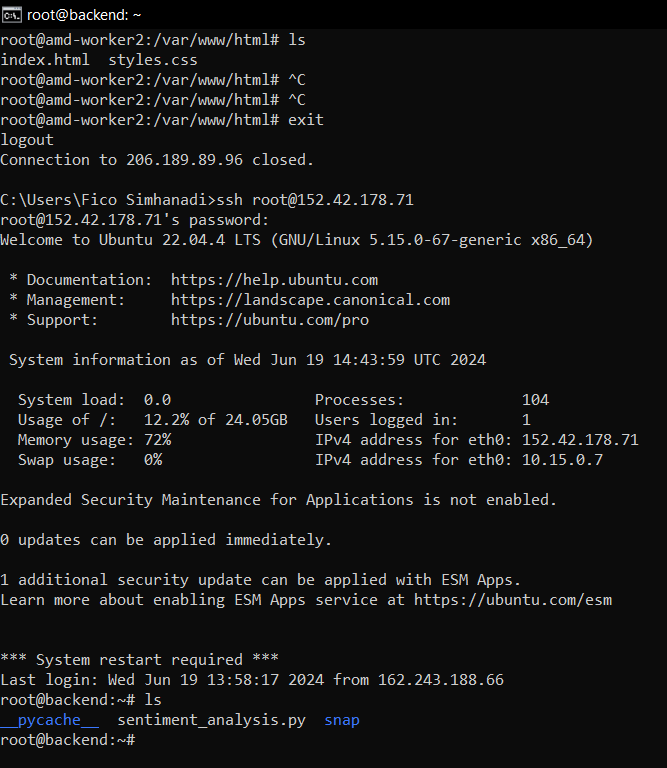 root@backend: ~
root@amd-worker2:/var/www/html# ls
index.html  styles.css
root@amd-worker2:/var/www/html# ^C
root@amd-worker2:/var/www/html# ^C
root@amd-worker2:/var/www/html# exit
logout
Connection to 206.189.89.96 closed.

C:\Users\Fico Simhanadi>ssh root@152.42.178.71
root@152.42.178.71's password:
Welcome to Ubuntu 22.04.4 LTS (GNU/Linux 5.15.0-67-generic x86_64)

 * Documentation:  https://help.ubuntu.com
 * Management:     https://landscape.canonical.com
 * Support:        https://ubuntu.com/pro

 System information as of Wed Jun 19 14:43:59 UTC 2024

  System load:  0.0                Processes:             104
  Usage of /:   12.2% of 24.05GB   Users logged in:       1
  Memory usage: 72%                IPv4 address for eth0: 152.42.178.71
  Swap usage:   0%                 IPv4 address for eth0: 10.15.0.7

Expanded Security Maintenance for Applications is not enabled.

0 updates can be applied immediately.

1 additional security update can be applied with ESM Apps.
Learn more about enabling ESM Apps service at https://ubuntu.com/esm


*** System restart required ***
Last login: Wed Jun 19 13:58:17 2024 from 162.243.188.66
root@backend:~# ls
__pycache__  sentiment_analysis.py  snap
root@backend:~#